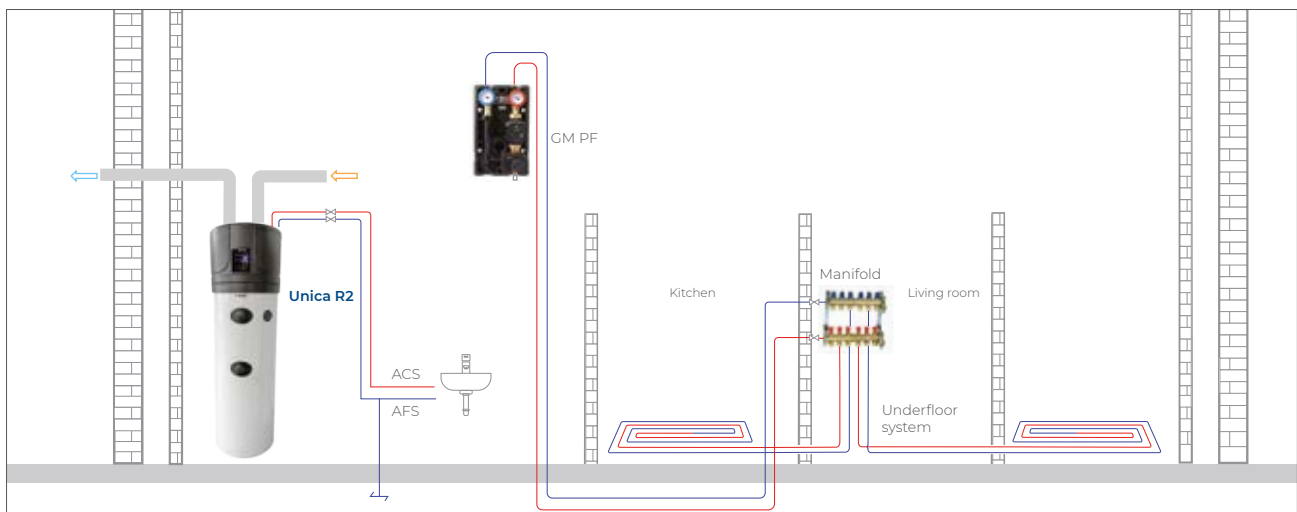 GM PF
Unica R2
Manifold
Kitchen
Living room
ACS
AFS
Underfloor
system